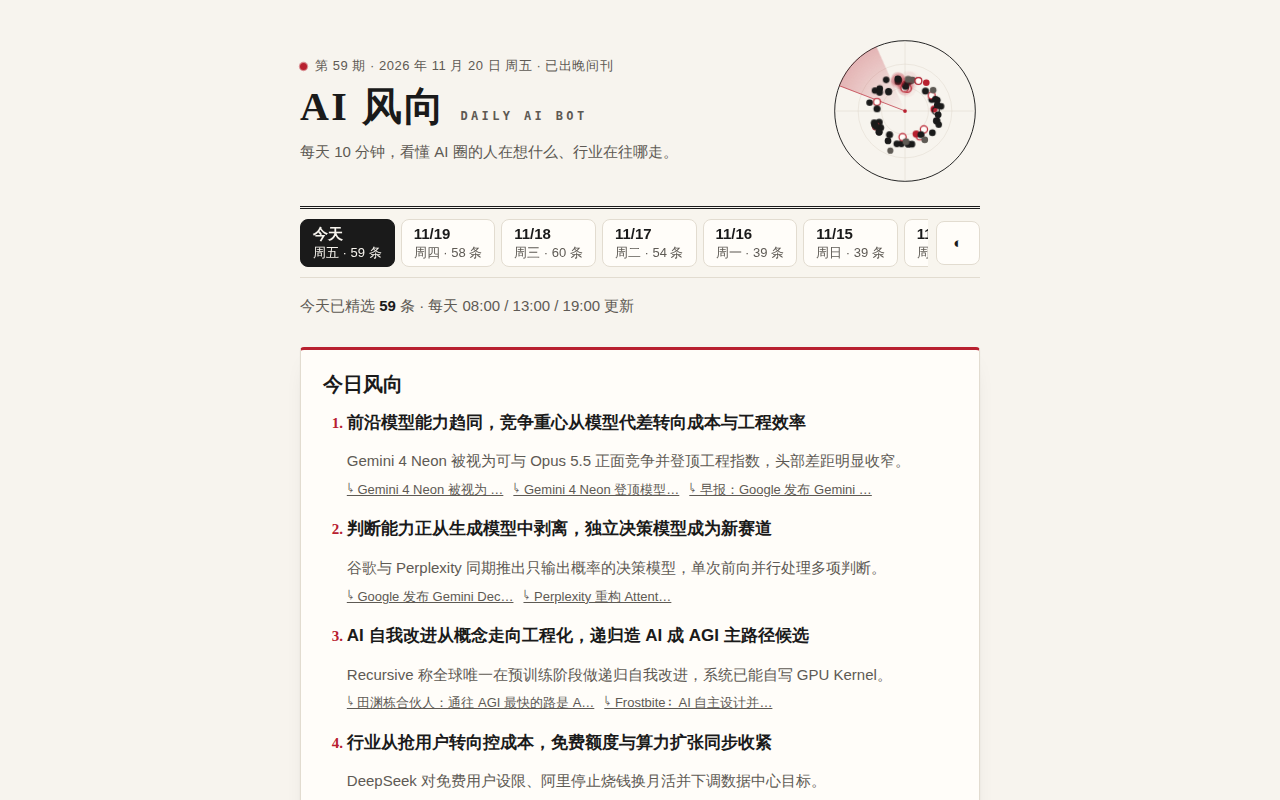 第 59 期 · 2026 年 11 月 20 日 周五 · 已出晚间刊
AI 风向 DAILY AI BOT
每天 10 分钟，看懂 AI 圈的人在想什么、行业在往哪走。
今天
周五 · 59 条
11/19
周四 · 58 条
11/18
周三 · 60 条
11/17
周二 · 54 条
11/16
周一 · 39 条
11/15
周日 · 39 条
今天已精选 59 条 · 每天 08:00 / 13:00 / 19:00 更新
今日风向
1. 前沿模型能力趋同，竞争重心从模型代差转向成本与工程效率
Gemini 4 Neon 被视为可与 Opus 5.5 正面竞争并登顶工程指数，头部差距明显收窄。
↳ Gemini 4 Neon 被视为 … ↳ Gemini 4 Neon 登顶模型… ↳ 早报：Google 发布 Gemini …
2. 判断能力正从生成模型中剥离，独立决策模型成为新赛道
谷歌与 Perplexity 同期推出只输出概率的决策模型，单次前向并行处理多项判断。
↳ Google 发布 Gemini Dec… ↳ Perplexity 重构 Attent…
3. AI 自我改进从概念走向工程化，递归造 AI 成 AGI 主路径候选
Recursive 称全球唯一在预训练阶段做递归自我改进，系统已能自写 GPU Kernel。
↳ 田渊栋合伙人：通往 AGI 最快的路是 A… ↳ Frostbite：AI 自主设计并…
4. 行业从抢用户转向控成本，免费额度与算力扩张同步收紧
DeepSeek 对免费用户设限、阿里停止烧钱换月活并下调数据中心目标。